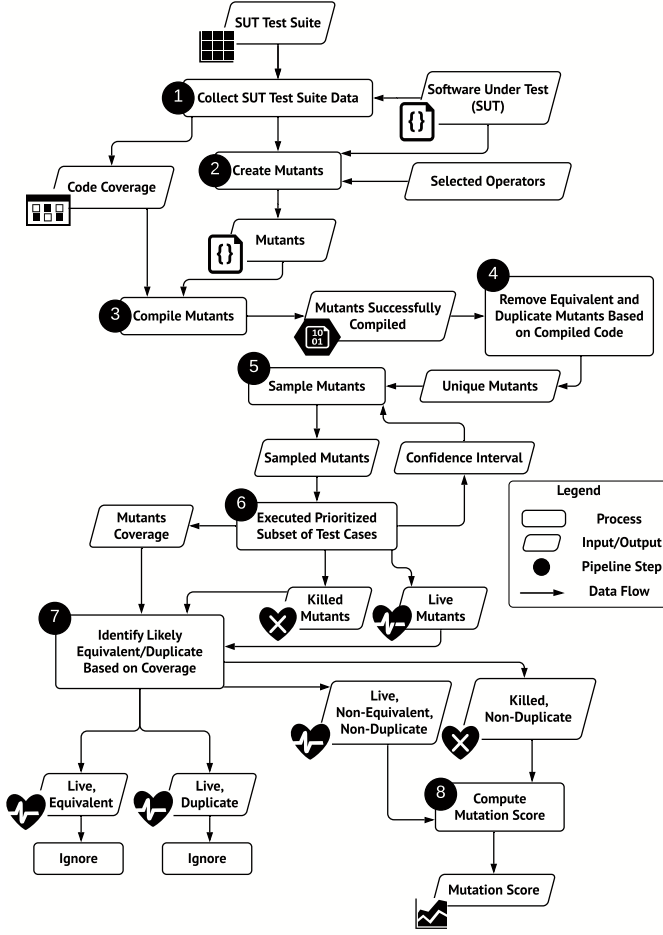 SUT Test Suite
1
Collect SUT Test Suite Data
Software Under Test
(SUT)
{}
2
Create Mutants
Code Coverage
Selected Operators
Mutants
{}
3
Compile Mutants
Mutants Successfully
Compiled
10
01
4
Remove Equivalent and
Duplicate Mutants Based
on Compiled Code
5
Sample Mutants
Unique Mutants
Sampled Mutants
Confidence Interval
6
Executed Prioritized
Subset of Test Cases
Mutants
Coverage
Legend
Process
Input/Output
Pipeline Step
Data Flow
Killed
Mutants
Live
Mutants
7
Identify Likely
Equivalent/Duplicate
Based on Coverage
Live,
Non-Equivalent,
Non-Duplicate
Killed,
Non-Duplicate
Live,
Equivalent
Live,
Duplicate
8
Compute
Mutation Score
Ignore
Ignore
Mutation Score